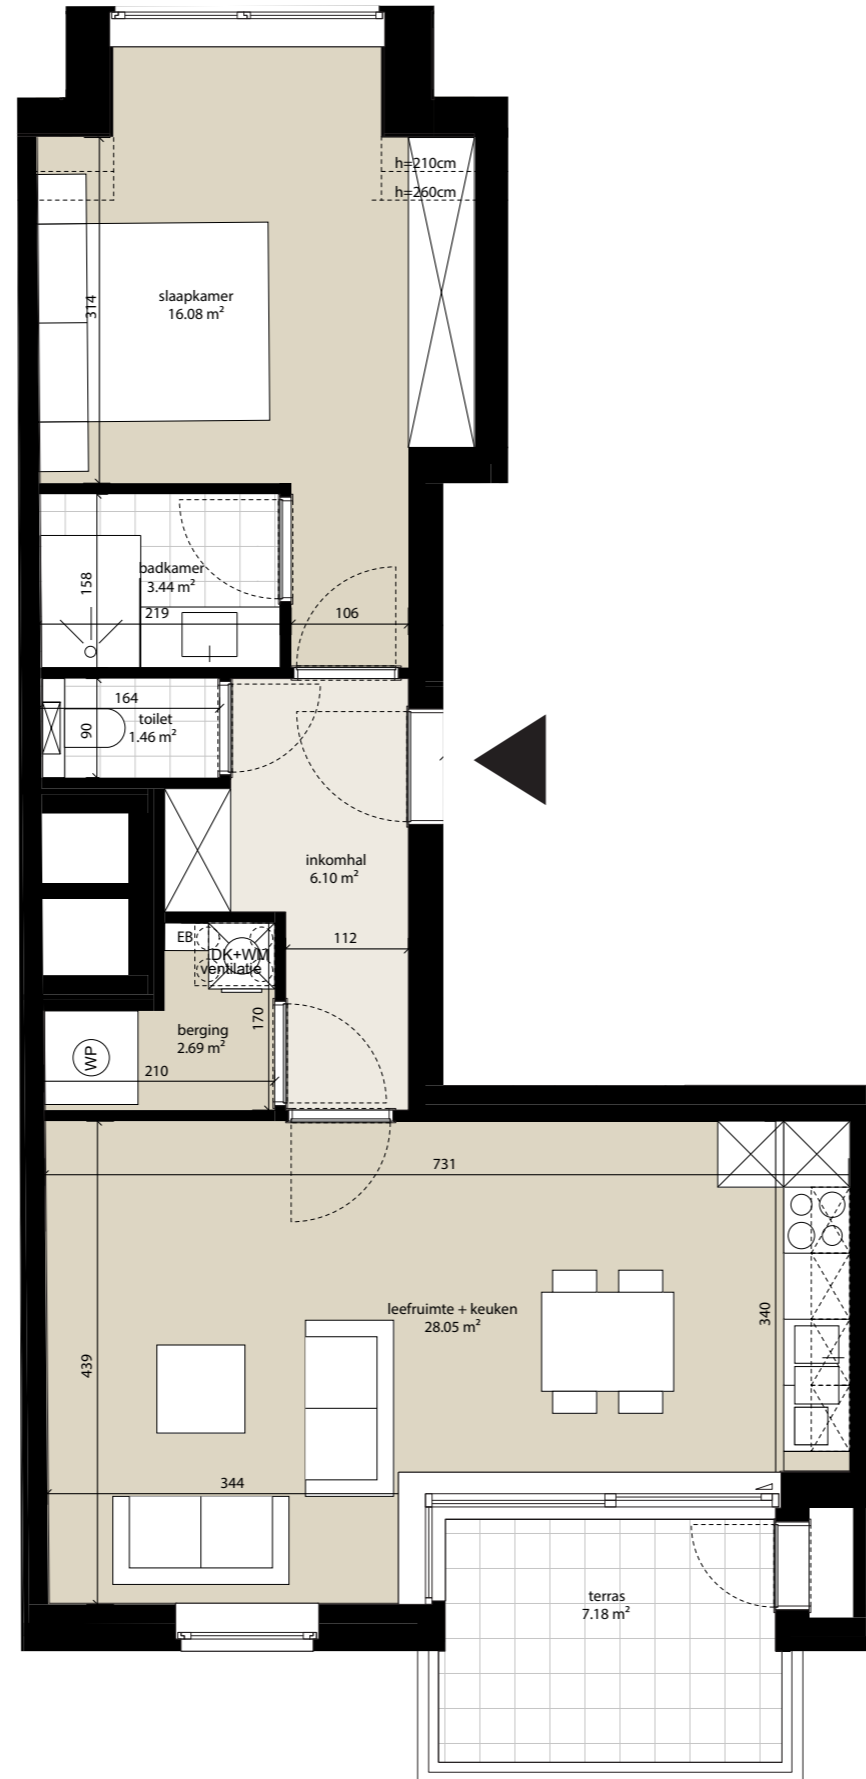 h=210cm
h=260cm
slaapkamer
16.08 m²
314
badkamer
3.44 m²
158
219
106
164
toilet
1.46 m²
90
inkomhal
6.10 m²
112
EB
DK+WM
ventilatie
170
berging
2.69 m²
WP
210
731
leefruimte + keuken
28.05 m²
340
439
344
terras
7.18 m²